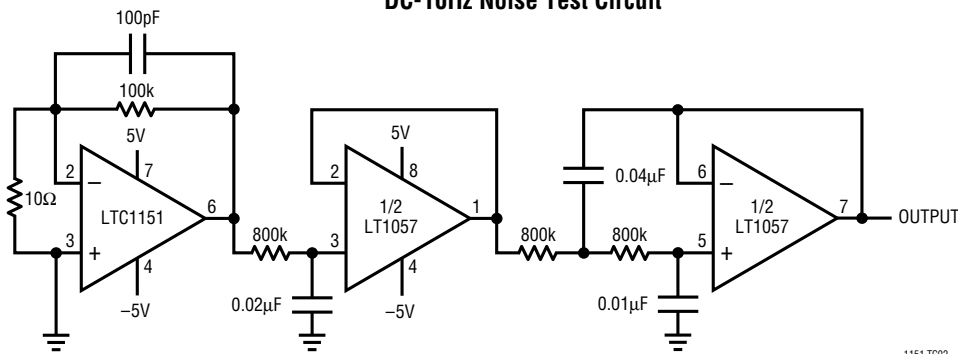 DC-10Hz Noise Test Circuit
100pF
100k
5V
7
2
–
10Ω
LTC1151
6
3
+
4
–5V
800k
0.02µF
5V
8
2
–
1/2
LT1057
1
3
+
4
–5V
800k
0.04µF
800k
0.01µF
6
–
1/2
LT1057
7
5
+
OUTPUT
1151 TC02